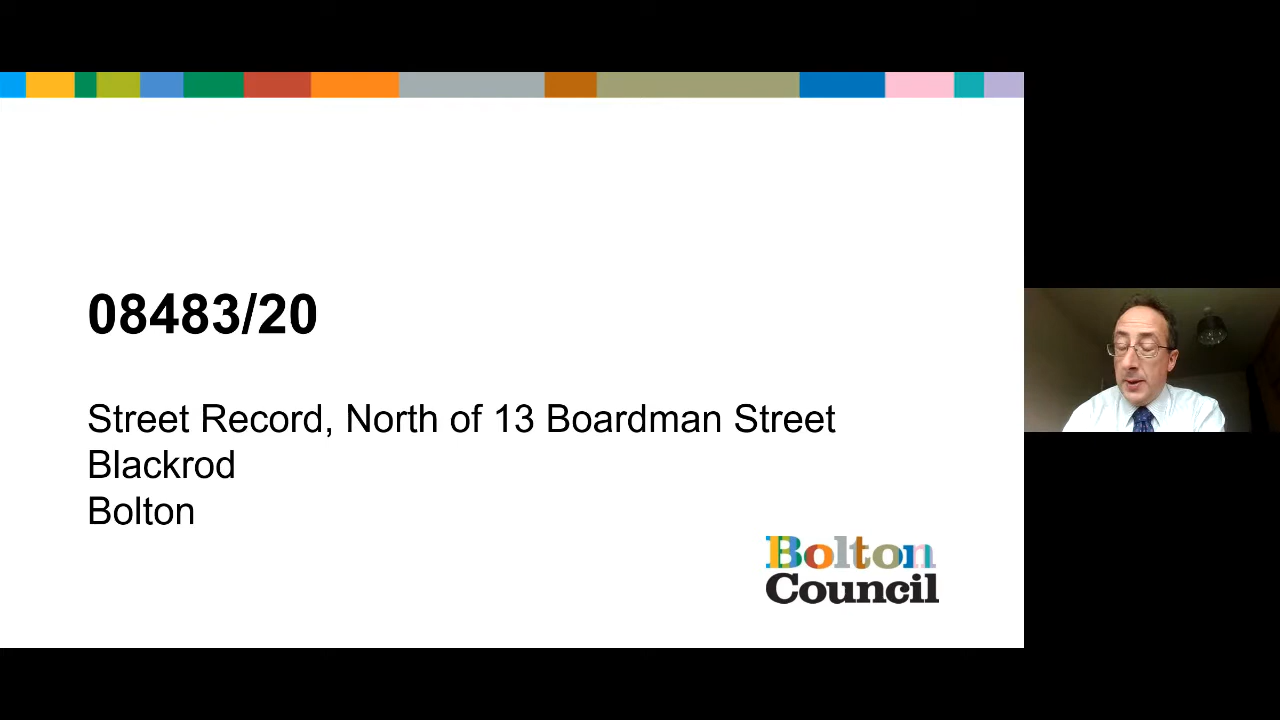 08483/20
Street Record, North of 13 Boardman Street
Blackrod
Bolton
Bolton
Council